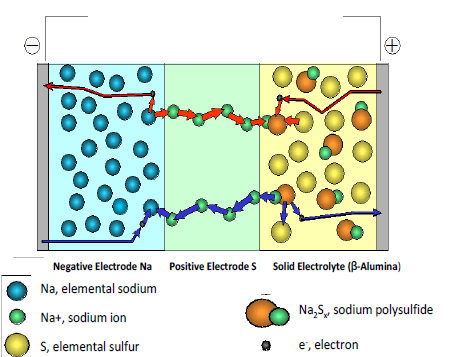 ⊖ ⊕
Negative Electrode Na Positive Electrode S Solid Electrolyte (β-Alumina)
Na, elemental sodium
Na+, sodium ion
S, elemental sulfur
Na₂Sₓ, sodium polysulfide
e⁻, electron